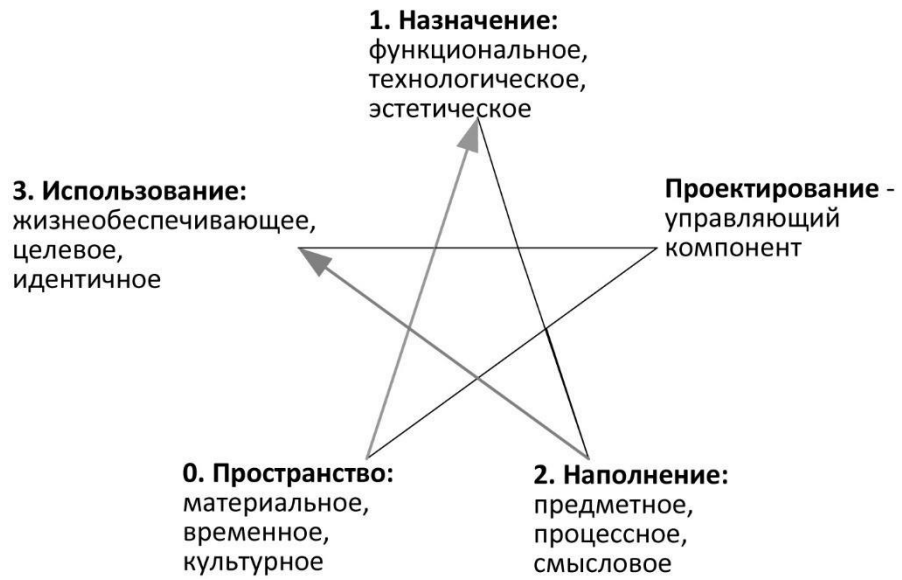 1. Назначение:
функциональное,
технологическое,
эстетическое
3. Использование:
жизнеобеспечивающее,
целевое,
идентичное
Проектирование -
управляющий
компонент
0. Пространство:
материальное,
временное,
культурное
2. Наполнение:
предметное,
процессное,
смысловое